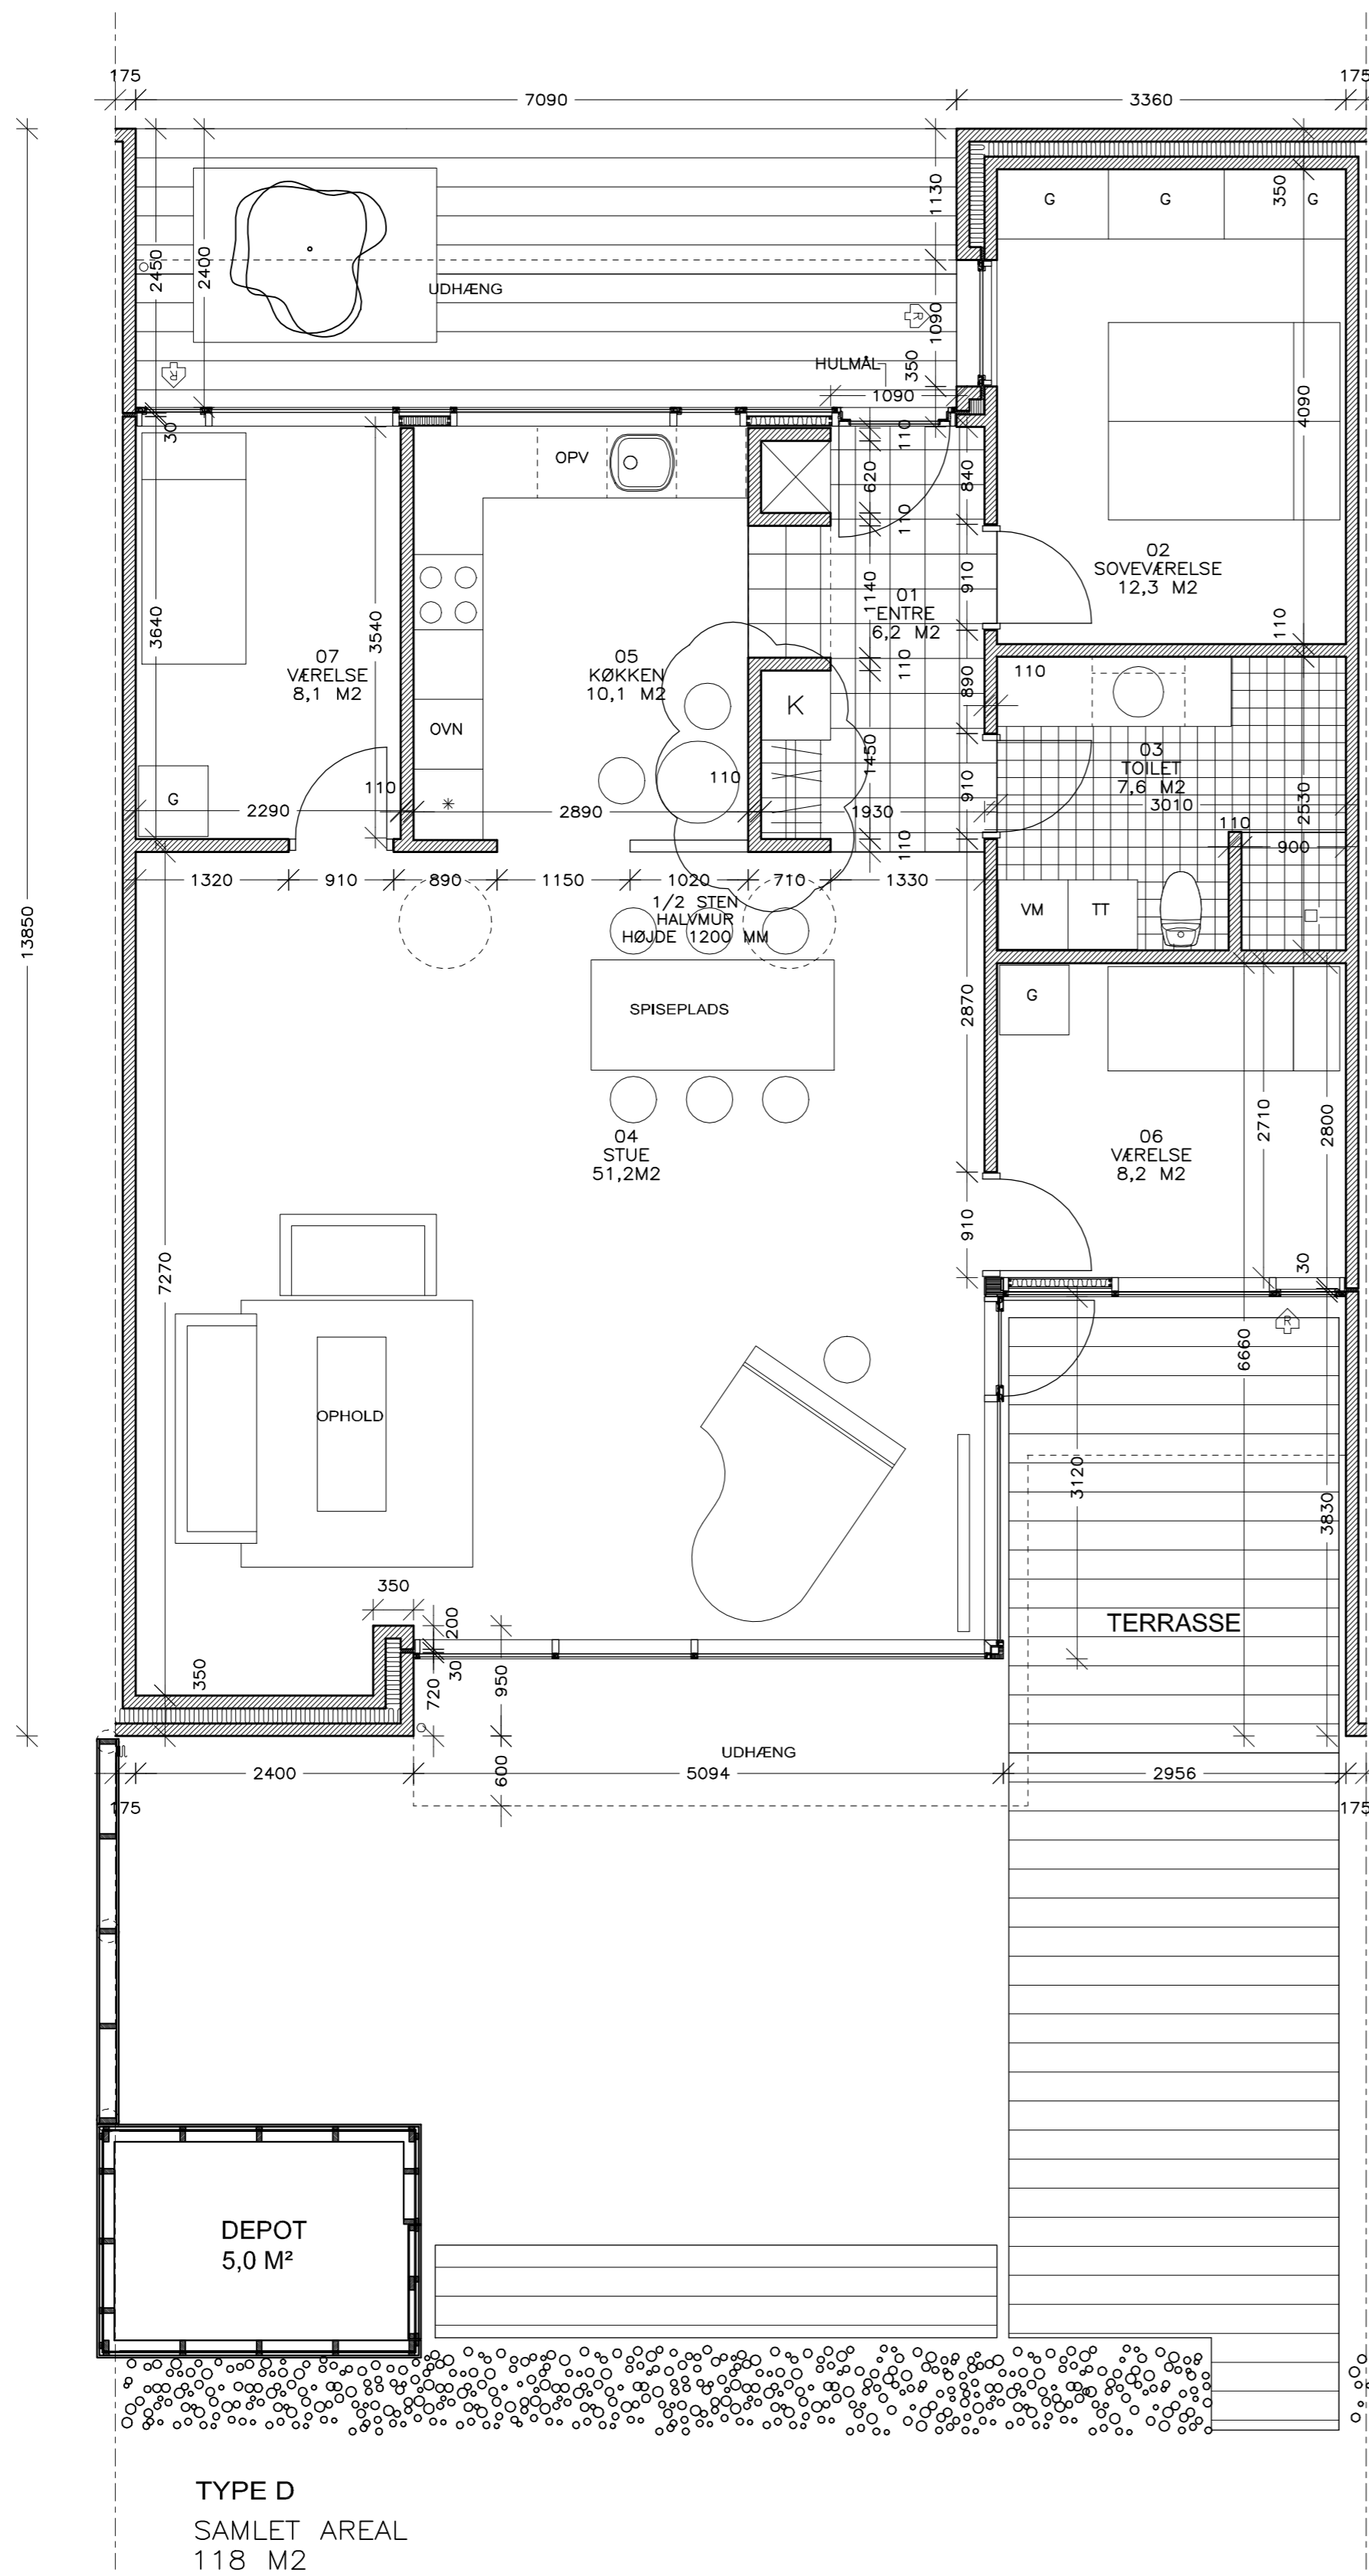 175
7090
3360
175
1130
350
G
G
G
2450
2400
UDHÆNG
R
1090
R
HULMÅL
350
1090
4090
30
110
OPV
620
840
110
02
SOVEVÆRELSE
12,3 M2
1140
910
01
ENTRE
6,2 M2
3640
3540
07
VÆRELSE
8,1 M2
05
KØKKEN
10,1 M2
110
110
110
890
K
OVN
1450
03
TOILET
7,6 M2
G
110
110
910
3010
2530
2290
*
2890
1930
110
110
900
1320
910
890
1150
1020
710
1330
1/2 STEN
HALVMUR
HØJDE 1200 MM
VM
TT
13850
2870
SPISEPLADS
G
04
STUE
51,2M2
2710
2800
06
VÆRELSE
8,2 M2
910
7270
30
R
6660
OPHOLD
3120
3830
350
200
TERRASSE
350
30
720
950
UDHÆNG
600
2400
5094
2956
175
175
DEPOT
5,0 M²
TYPE D
SAMLET AREAL
118 M2